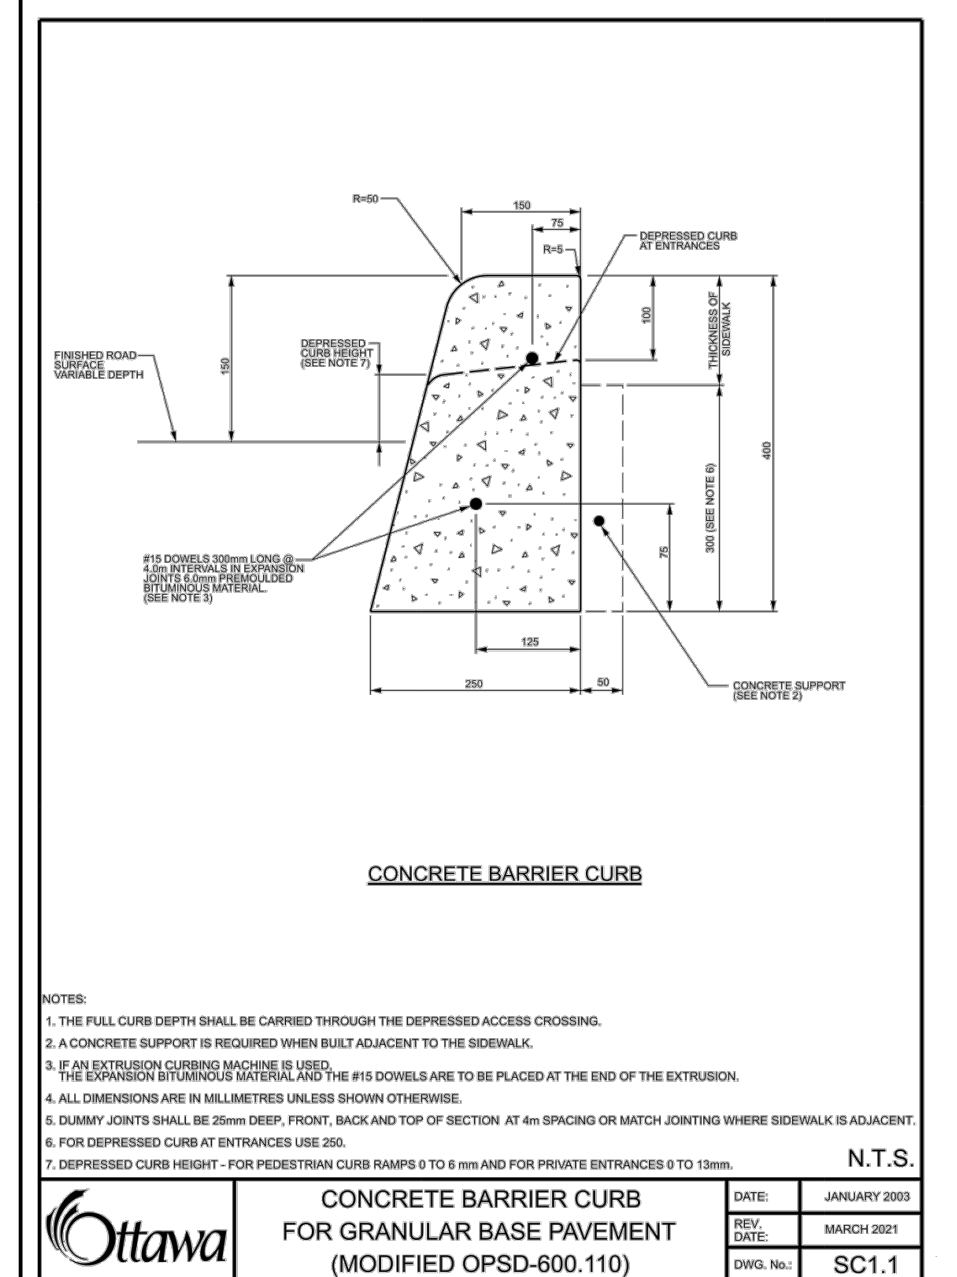 R=50
150
75
R=5
DEPRESSED CURB
AT ENTRANCES
100
THICKNESS OF
SIDEWALK
DEPRESSED
CURB HEIGHT
(SEE NOTE 7)
FINISHED ROAD
SURFACE
VARIABLE DEPTH
150
400
300 (SEE NOTE 6)
75
#15 DOWELS 300mm LONG @
4.0m INTERVALS IN EXPANSION
JOINTS 6.0mm PREMOULDED
BITUMINOUS MATERIAL.
(SEE NOTE 3)
125
250
50
CONCRETE SUPPORT
(SEE NOTE 2)
CONCRETE BARRIER CURB
NOTES:
1. THE FULL CURB DEPTH SHALL BE CARRIED THROUGH THE DEPRESSED ACCESS CROSSING.
2. A CONCRETE SUPPORT IS REQUIRED WHEN BUILT ADJACENT TO THE SIDEWALK.
3. IF AN EXTRUSION CURBING MACHINE IS USED,
THE EXPANSION BITUMINOUS MATERIAL AND THE #15 DOWELS ARE TO BE PLACED AT THE END OF THE EXTRUSION.
4. ALL DIMENSIONS ARE IN MILLIMETRES UNLESS SHOWN OTHERWISE.
5. DUMMY JOINTS SHALL BE 25mm DEEP, FRONT, BACK AND TOP OF SECTION AT 4m SPACING OR MATCH JOINTING WHERE SIDEWALK IS ADJACENT.
6. FOR DEPRESSED CURB AT ENTRANCES USE 250.
7. DEPRESSED CURB HEIGHT - FOR PEDESTRIAN CURB RAMPS 0 TO 6 mm AND FOR PRIVATE ENTRANCES 0 TO 13mm.
N.T.S.
Ottawa
CONCRETE BARRIER CURB
FOR GRANULAR BASE PAVEMENT
(MODIFIED OPSD-600.110)
DATE: JANUARY 2003
REV.
DATE: MARCH 2021
DWG. No.: SC1.1